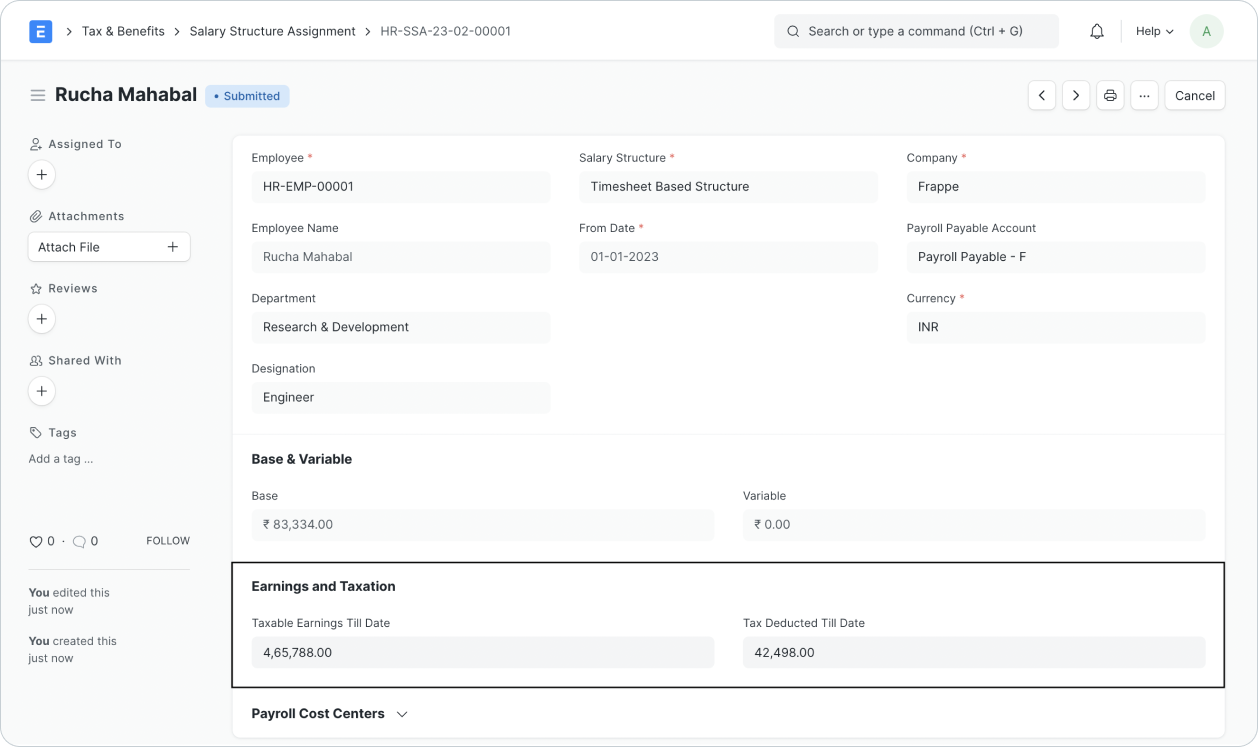 E > Tax & Benefits > Salary Structure Assignment > HR-SSA-23-02-00001
Search or type a command (Ctrl + G)
Help
A
Rucha Mahabal
• Submitted
...
Cancel
Assigned To
+
Attachments
Attach File +
Reviews
+
Shared With
+
Tags
Add a tag ...
0 · 0 FOLLOW
You edited this
just now
You created this
just now
Employee *
HR-EMP-00001
Salary Structure *
Timesheet Based Structure
Company *
Frappe
Employee Name
Rucha Mahabal
From Date *
01-01-2023
Payroll Payable Account
Payroll Payable - F
Department
Research & Development
Currency *
INR
Designation
Engineer
Base & Variable
Base
₹ 83,334.00
Variable
₹ 0.00
Earnings and Taxation
Taxable Earnings Till Date
4,65,788.00
Tax Deducted Till Date
42,498.00
Payroll Cost Centers